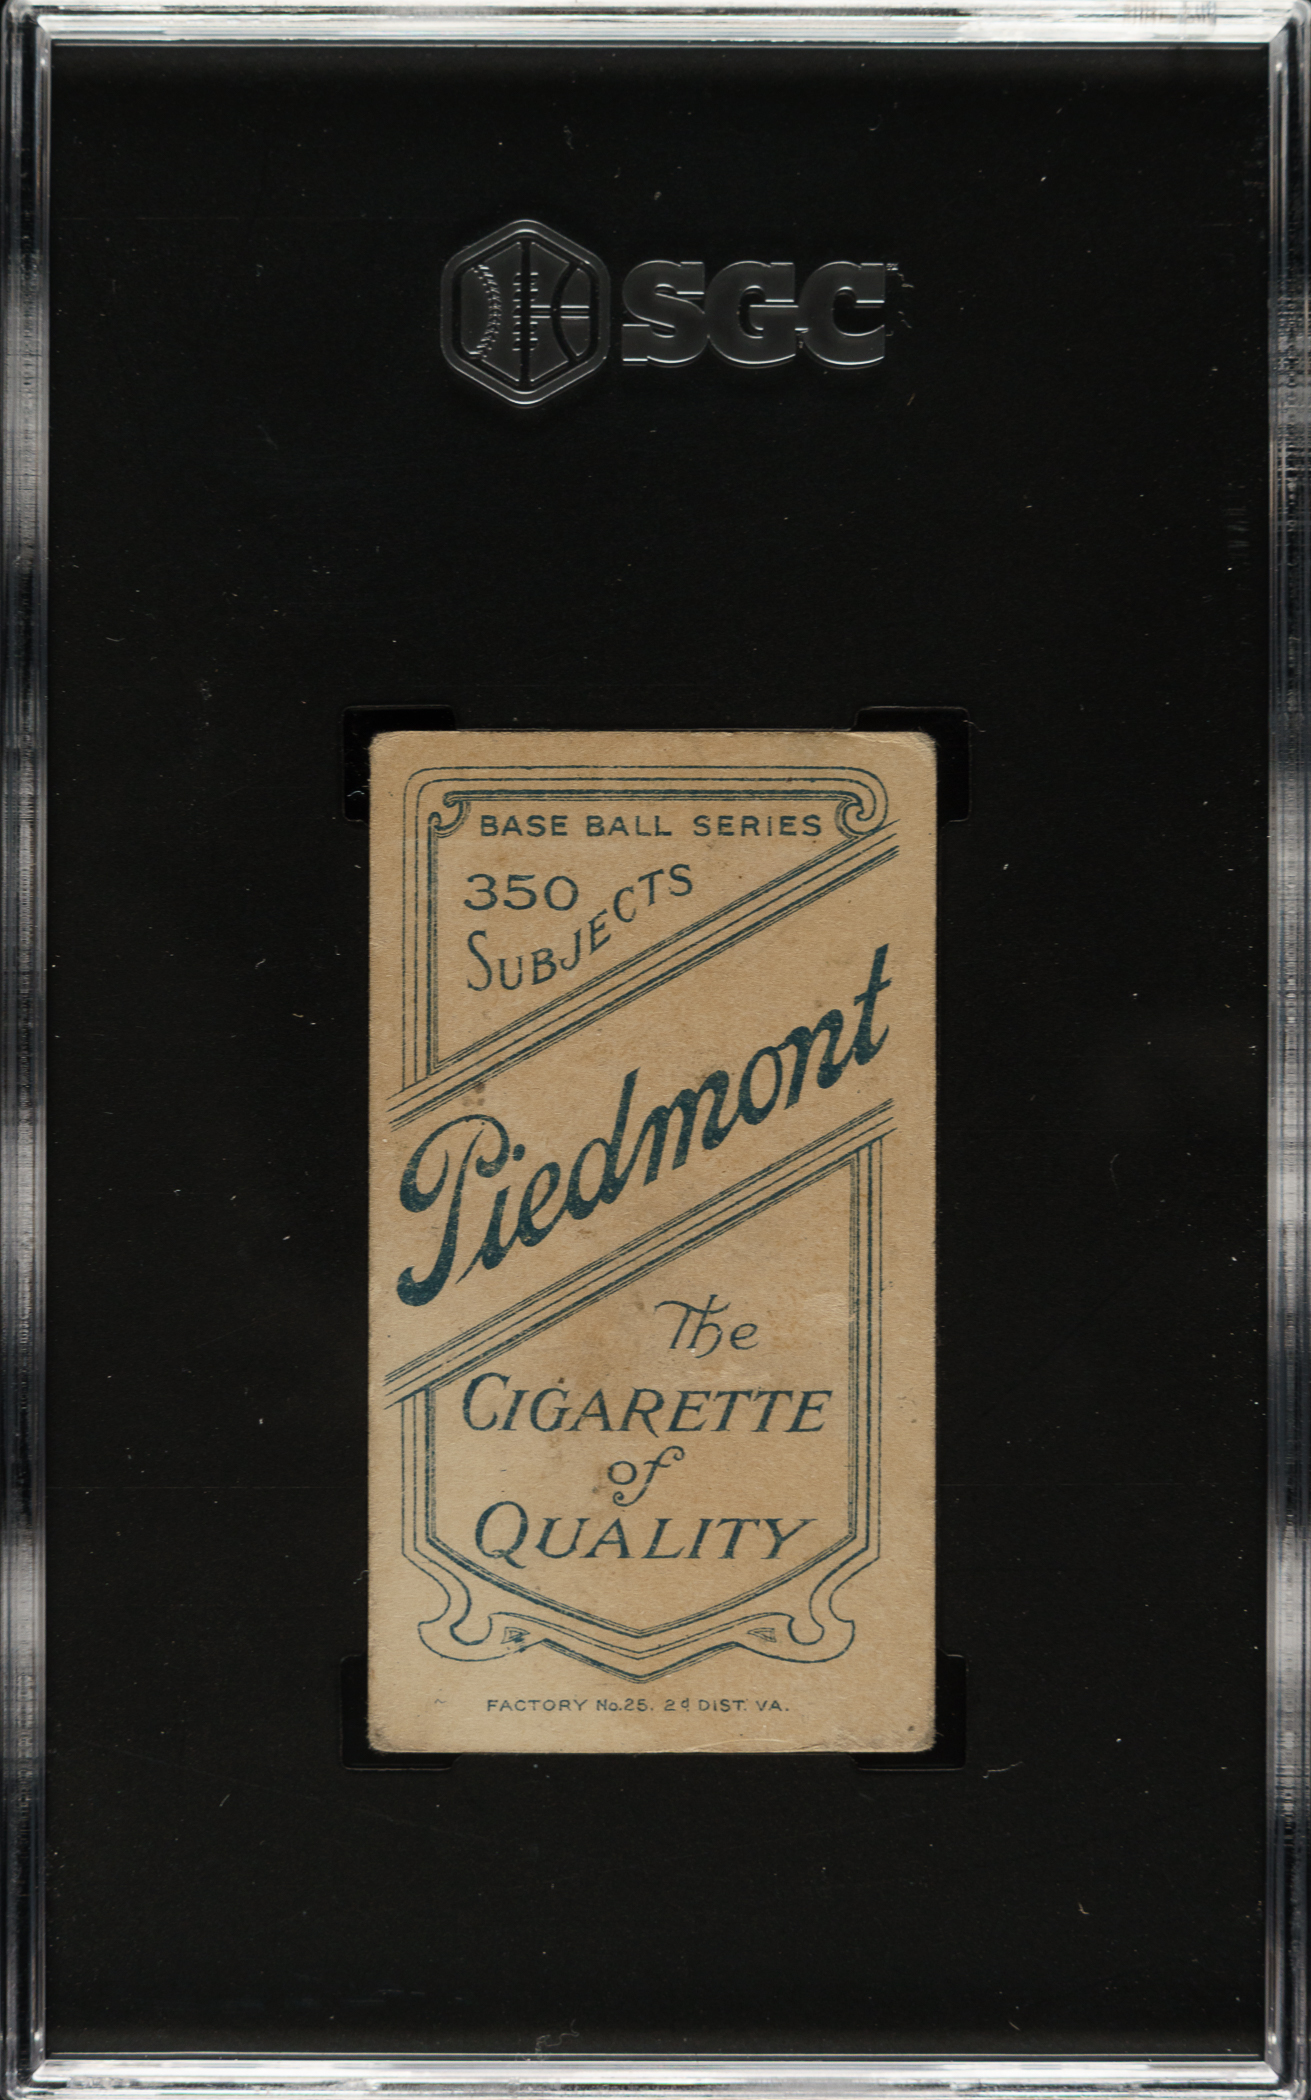 SGC
BASE BALL SERIES
350
SUBJECTS
Piedmont
The
CIGARETTE
of
QUALITY
FACTORY No. 25. 2d DIST. VA.